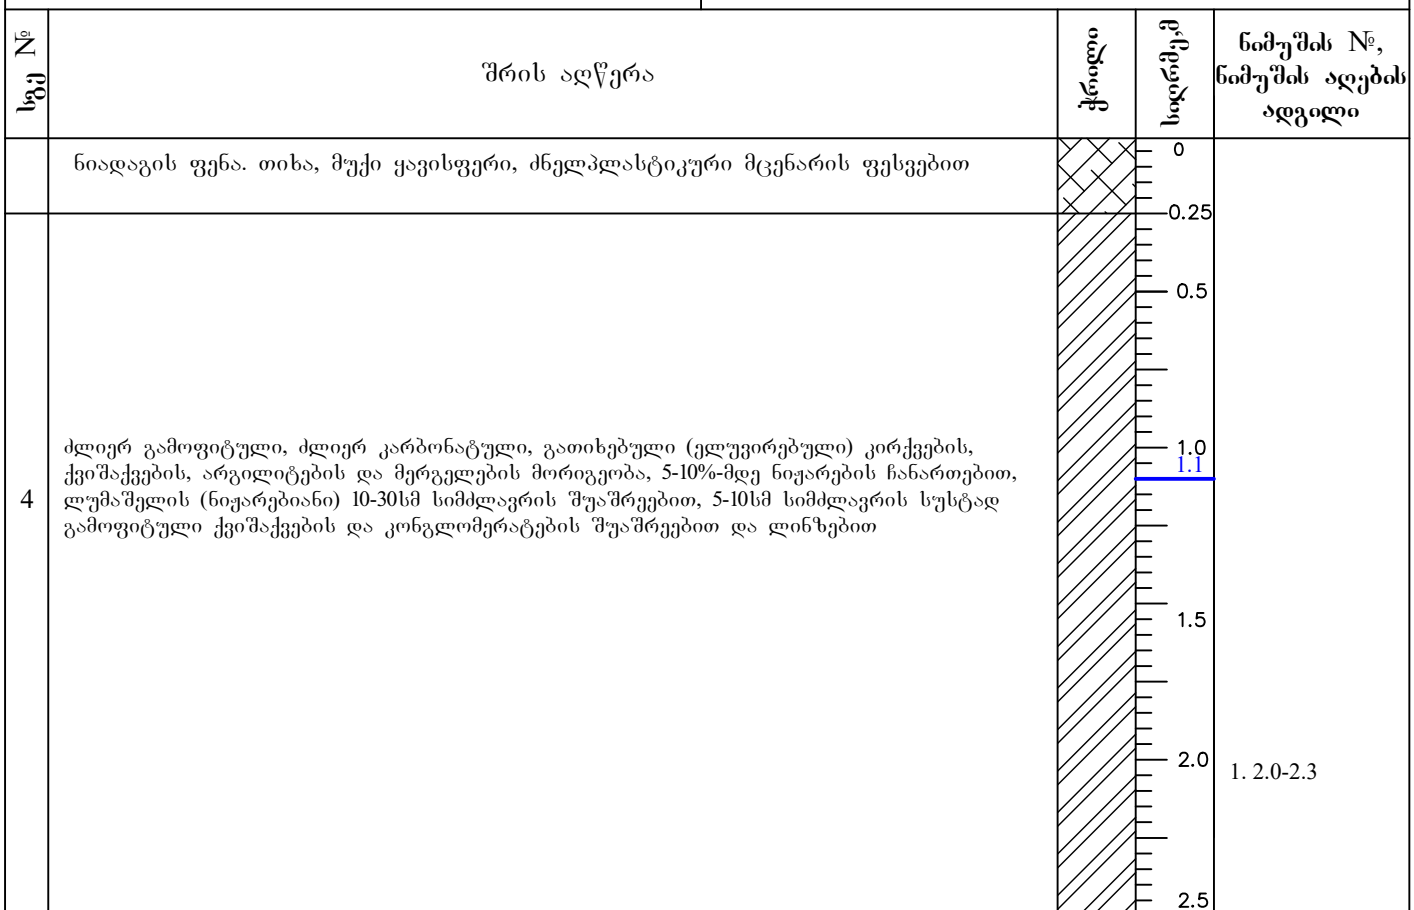 სგე №
შრის აღწერა
ჭრილი
სიღრმე,მ
ნიმუშის №,
ნიმუშის აღების
ადგილი
ნიადაგის ფენა. თიხა, მუქი ყავისფერი, ძნელპლასტიკური მცენარის ფესვებით
0
0.25
0.5
4
ძლიერ გამოფიტული, ძლიერ კარბონატული, გათიხებული (ელუვირებული) კირქვების,
ქვიშაქვების, არგილიტების და მერგელების მორიგეობა, 5-10%-მდე ნიჟარების ჩანართებით,
ლუმაშელის (ნიჟარებიანი) 10-30სმ სიმძლავრის შუაშრეებით, 5-10სმ სიმძლავრის სუსტად
გამოფიტული ქვიშაქვების და კონგლომერატების შუაშრეებით და ლინზებით
1.0
1.1
1.5
2.0
1. 2.0-2.3
2.5